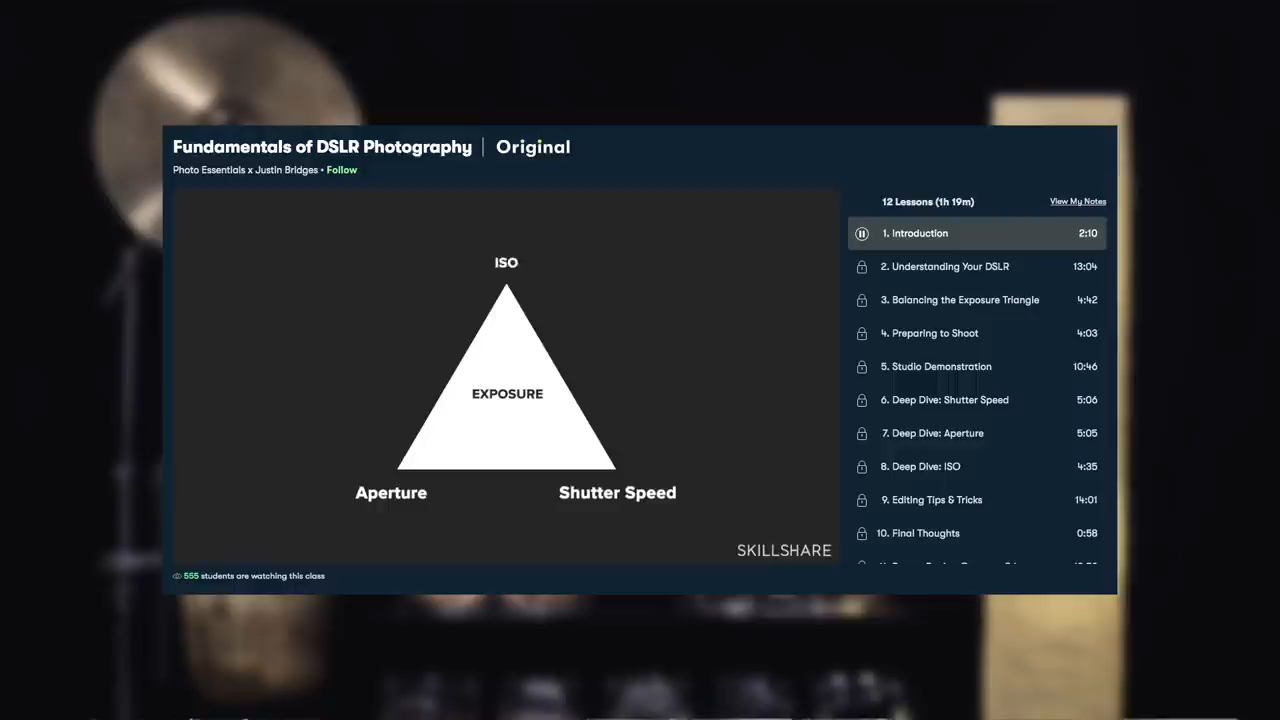 Fundamentals of DSLR Photography | Original
Photo Essentials x Justin Bridges • Follow
ISO
EXPOSURE
Aperture
Shutter Speed
SKILLSHARE
555 students are watching this class
12 Lessons (1h 19m)
View My Notes
1. Introduction 2:10
2. Understanding Your DSLR 13:04
3. Balancing the Exposure Triangle 4:42
4. Preparing to Shoot 4:03
5. Studio Demonstration 10:46
6. Deep Dive: Shutter Speed 5:06
7. Deep Dive: Aperture 5:05
8. Deep Dive: ISO 4:35
9. Editing Tips & Tricks 14:01
10. Final Thoughts 0:58